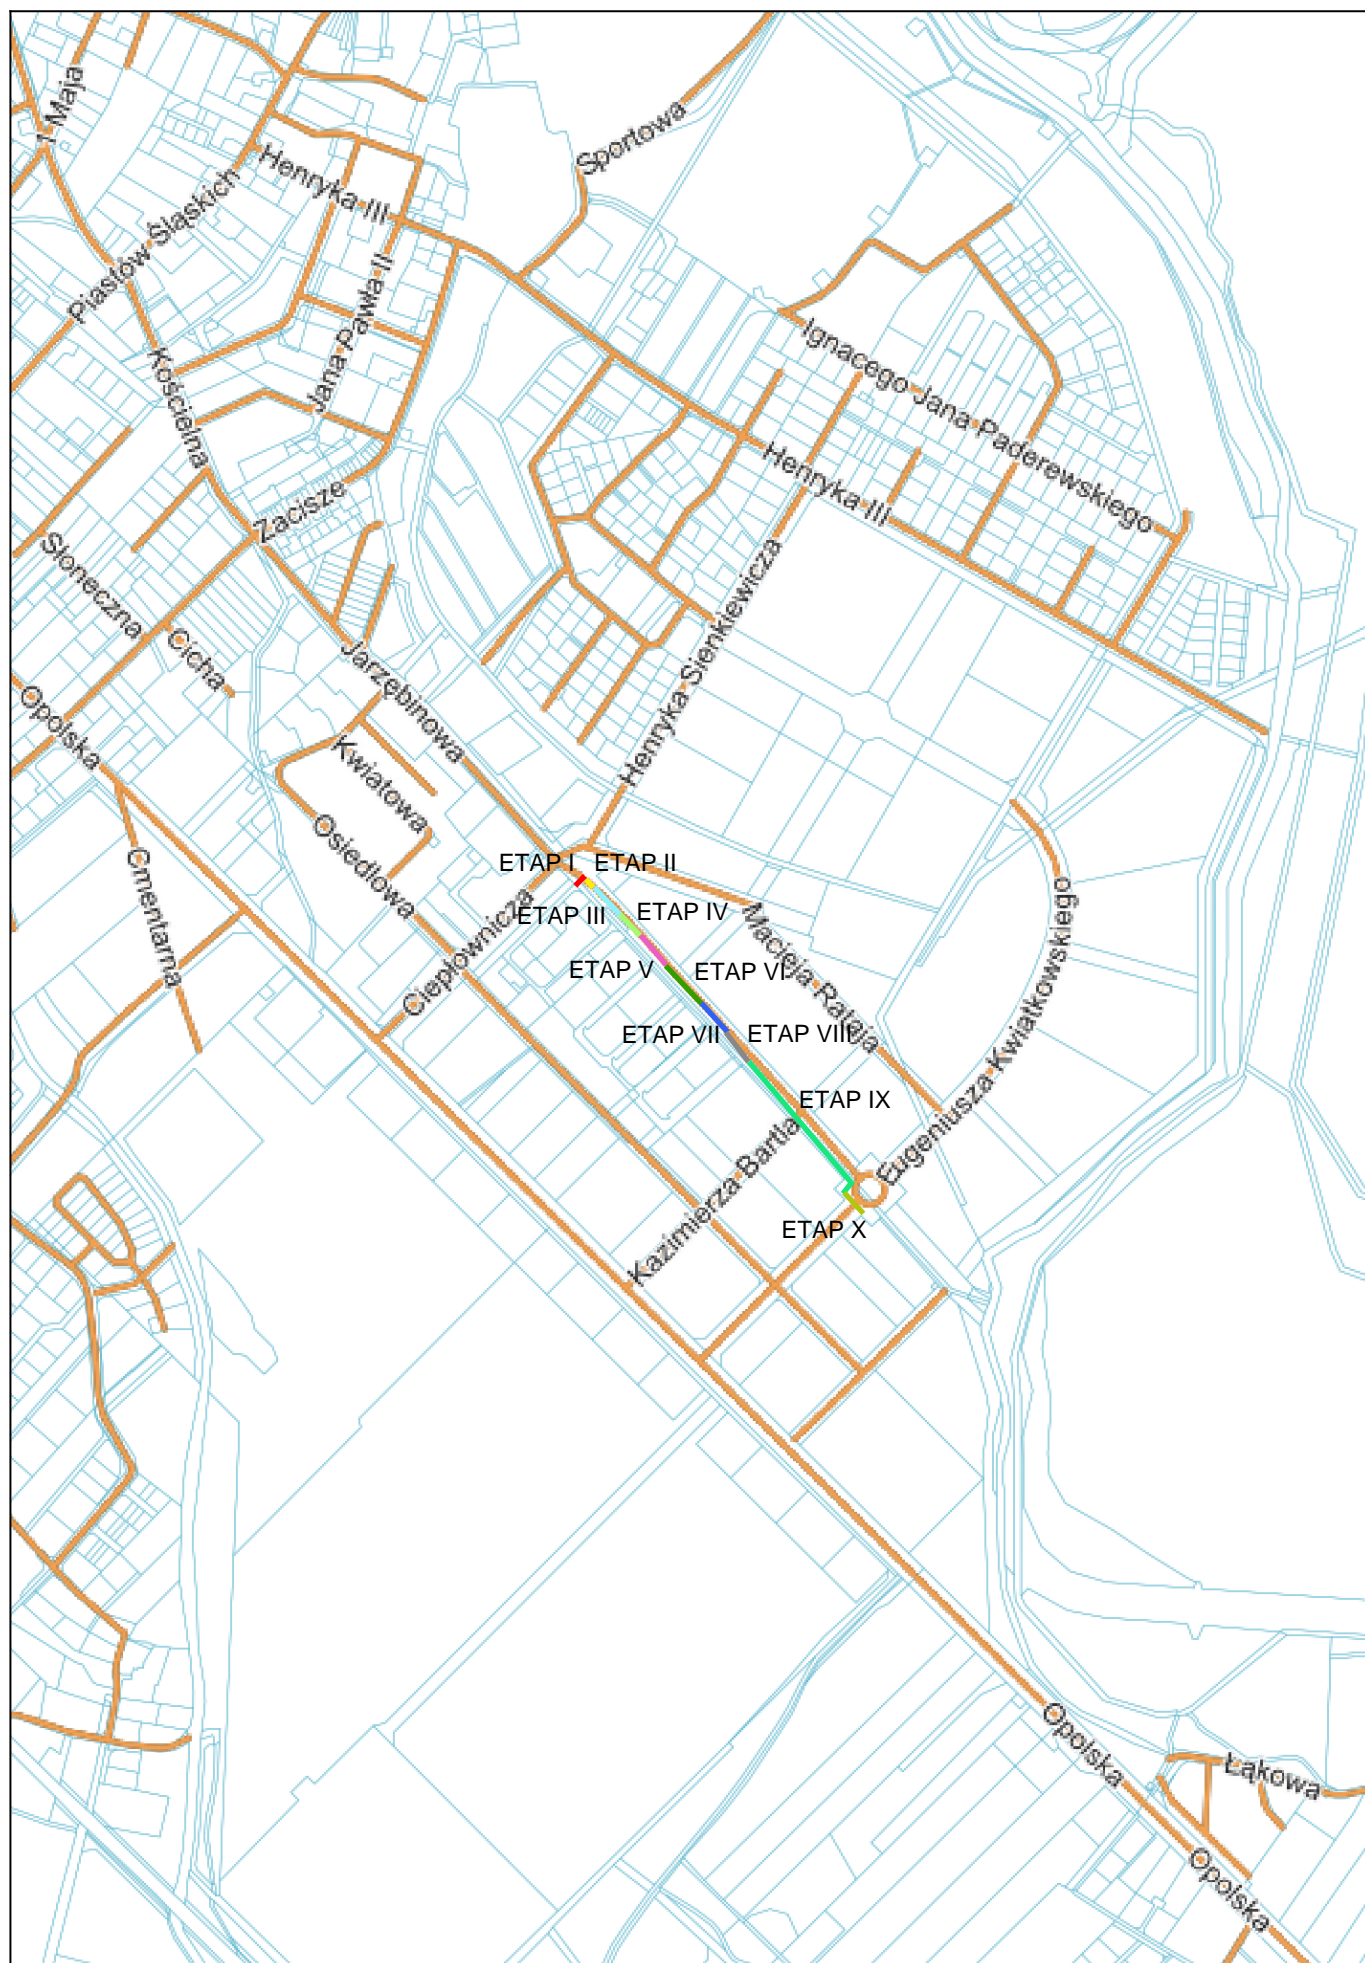 1 Maja
Sportowa
Henryka III
Piastów Śląskich
Jana Pawła II
Ignacego Jana Paderewskiego
Kościelna
Henryka III
Zacisze
Słoneczna
Cicha
Henryka Sienkiewicza
Jarzębinowa
Opolska
Kwiatowa
Osiedlowa
Cmentarna
ETAP I
ETAP II
Ciepłownicza
ETAP III
ETAP IV
Macieja Rataja
Eugeniusza Kwiatkowskiego
ETAP V
ETAP VI
ETAP VII
ETAP VIII
ETAP IX
Kazimierza Bartla
ETAP X
Opolska
Łąkowa
Opolska